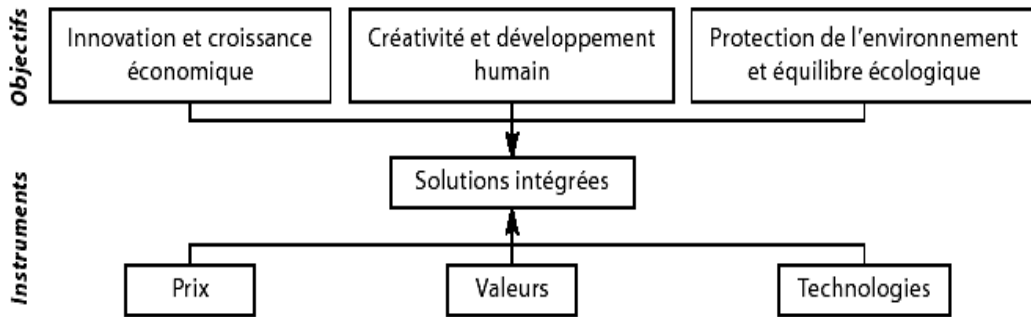 Objectifs
Innovation et croissance
économique
Créativité et développement
humain
Protection de l'environnement
et équilibre écologique
Solutions intégrées
Instruments
Prix
Valeurs
Technologies